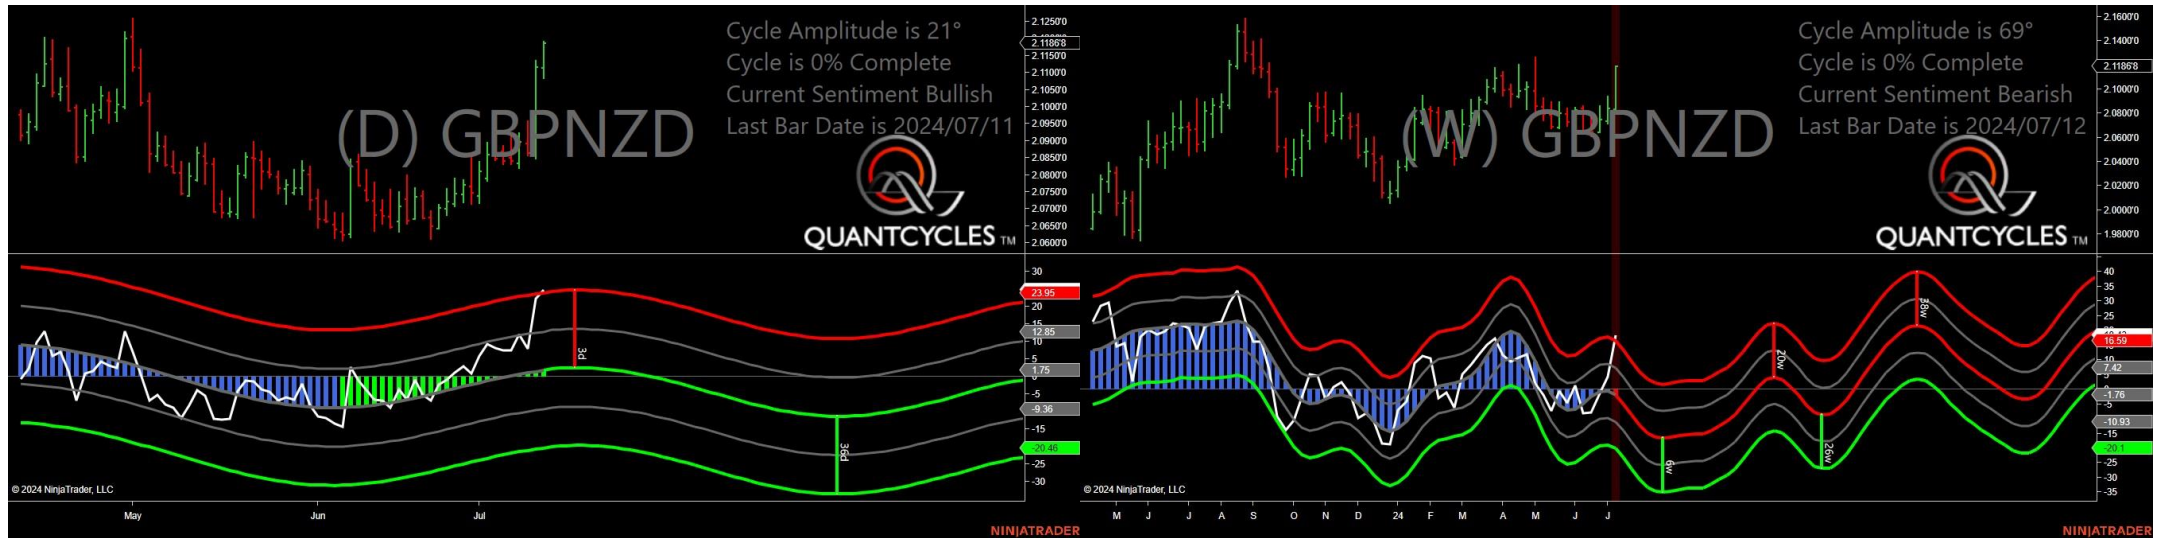 Cycle Amplitude is 21°
Cycle is 0% Complete
Current Sentiment Bullish
Last Bar Date is 2024/07/11
(D) GBPNZD
QUANTCYCLES TM
2.1250'0
2.1186'8
2.1150'0
2.1100'0
2.1050'0
2.1000'0
2.0950'0
2.0900'0
2.0850'0
2.0800'0
2.0750'0
2.0700'0
2.0650'0
2.0600'0
30
23.95
20
15
12.85
10
5
1.75
-5
-9.36
-15
-20.46
-25
-30
3d
36d
© 2024 NinjaTrader, LLC
May Jun Jul
NINJATRADER
Cycle Amplitude is 69°
Cycle is 0% Complete
Current Sentiment Bearish
Last Bar Date is 2024/07/12
(W) GBPNZD
QUANTCYCLES TM
2.1600'0
2.1400'0
2.1186'8
2.1000'0
2.0800'0
2.0600'0
2.0400'0
2.0200'0
2.0000'0
1.9800'0
40
35
30
25
20
16.59
10
7.42
-1.76
-5
-10.93
-15
-20.1
-25
-30
-35
6w
20w
26w
38w
© 2024 NinjaTrader, LLC
M J J A S O N D 24 F M A M J J
NINJATRADER